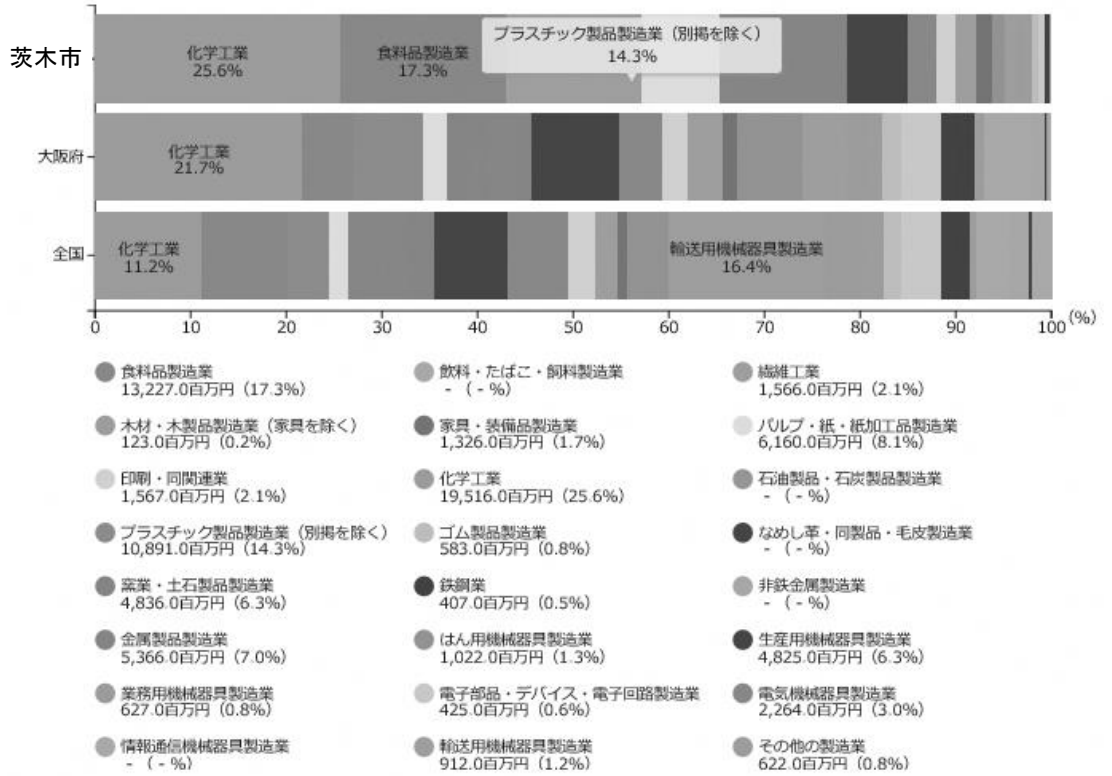 プラスチック製品製造業（別掲を除く）
14.3%
茨木市
化学工業
25.6%
食料品製造業
17.3%
大阪府
化学工業
21.7%
全国
化学工業
11.2%
輸送用機械器具製造業
16.4%
0 10 20 30 40 50 60 70 80 90 100 (%)
食料品製造業
13,227.0百万円（17.3%）
飲料・たばこ・飼料製造業
-（ - %）
繊維工業
1,566.0百万円（2.1%）
木材・木製品製造業（家具を除く）
123.0百万円（0.2%）
家具・装備品製造業
1,326.0百万円（1.7%）
パルプ・紙・紙加工品製造業
6,160.0百万円（8.1%）
印刷・同関連業
1,567.0百万円（2.1%）
化学工業
19,516.0百万円（25.6%）
石油製品・石炭製品製造業
-（ - %）
プラスチック製品製造業（別掲を除く）
10,891.0百万円（14.3%）
ゴム製品製造業
583.0百万円（0.8%）
なめし革・同製品・毛皮製造業
-（ - %）
窯業・土石製品製造業
4,836.0百万円（6.3%）
鉄鋼業
407.0百万円（0.5%）
非鉄金属製造業
-（ - %）
金属製品製造業
5,366.0百万円（7.0%）
はん用機械器具製造業
1,022.0百万円（1.3%）
生産用機械器具製造業
4,825.0百万円（6.3%）
業務用機械器具製造業
627.0百万円（0.8%）
電子部品・デバイス・電子回路製造業
425.0百万円（0.6%）
電気機械器具製造業
2,264.0百万円（3.0%）
情報通信機械器具製造業
-（ - %）
輸送用機械器具製造業
912.0百万円（1.2%）
その他の製造業
622.0百万円（0.8%）